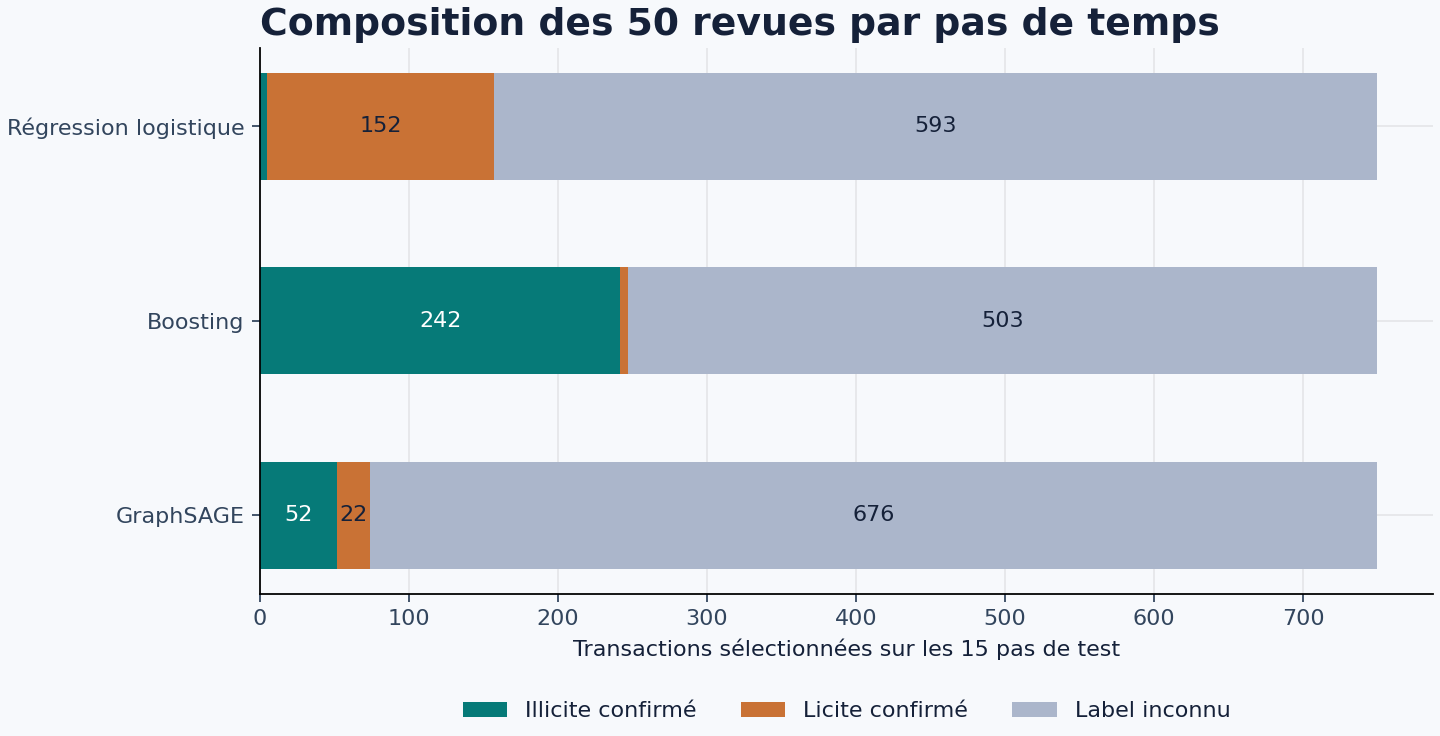 Composition des 50 revues par pas de temps
Régression logistique
152
593
Boosting
242
503
GraphSAGE
52
22
676
0
100
200
300
400
500
600
700
Transactions sélectionnées sur les 15 pas de test
Illicite confirmé
Licite confirmé
Label inconnu